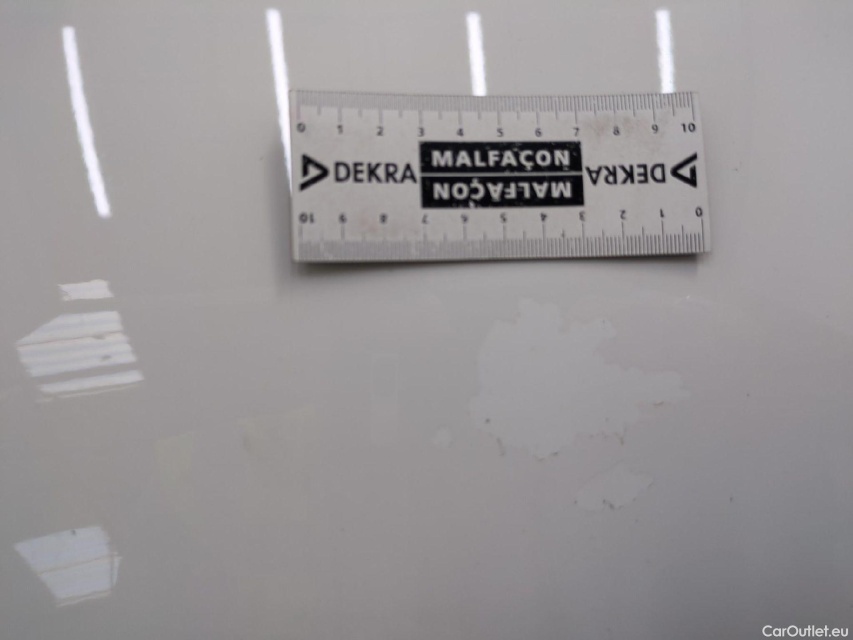 0 1 2 3 4 5 6 7 8 9 10
DEKRA MALFAÇON DEKRA
MALFAÇON
10 9 8 7 6 5 4 3 2 1 0
CarOutlet.eu